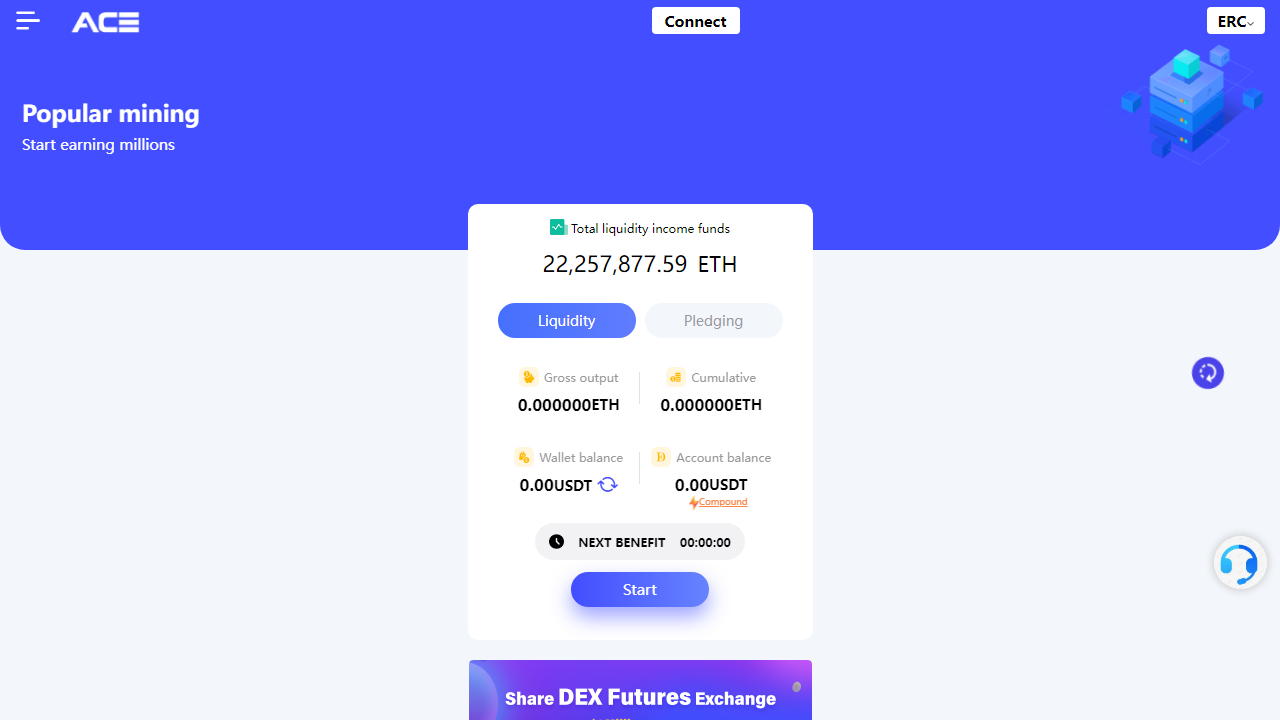 ACE
Connect
ERC
Popular mining
Start earning millions
Total liquidity income funds
22,257,877.59 ETH
Liquidity
Pledging
Gross output
Cumulative
0.000000ETH
0.000000ETH
Wallet balance
Account balance
0.00USDT
0.00USDT
Compound
NEXT BENEFIT 00:00:00
Start
Share DEX Futures Exchange